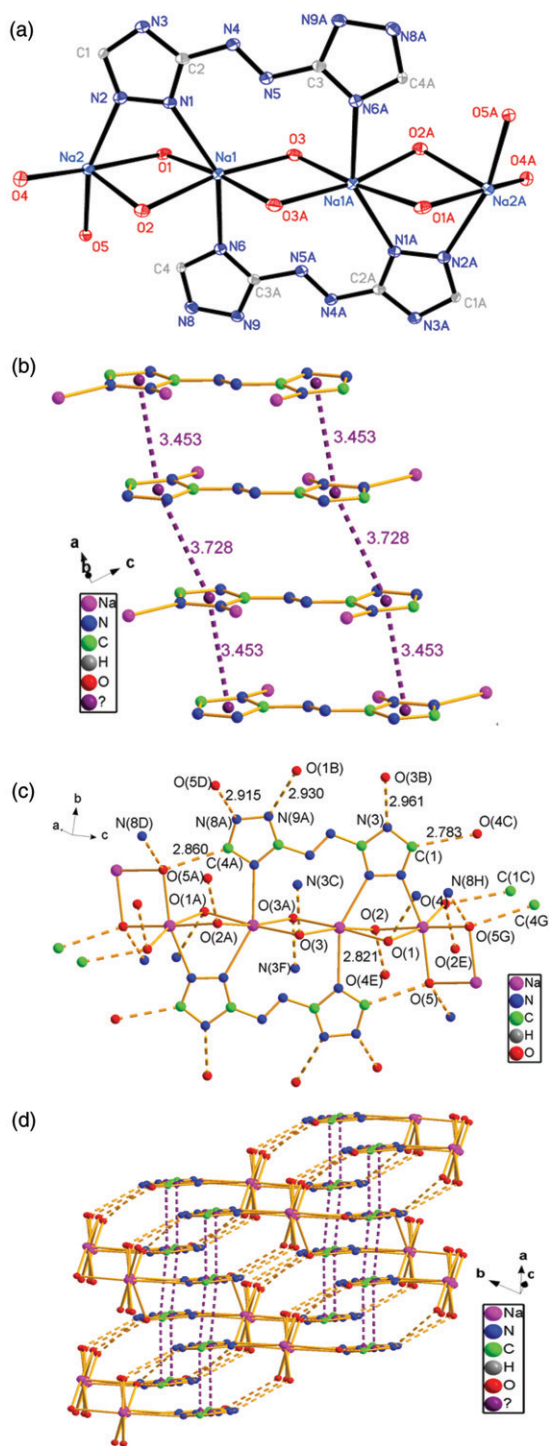 (a)
N9A
N3
N4
N8A
C1
C2
C3
C4A
N5
N2
N1
N6A
O5A
O3
O2A
Na2
Na1
O4A
O1
O4
O3A
Na1A
Na2A
O2
O1A
O5
N6
N1A
N2A
C4
N5A
C2A
C3A
C1A
N4A
N8
N9
N3A
(b)
3.453
3.453
3.728
3.728
a
b
c
Na
N
C
H
O
?
3.453
3.453
(c)
O(1B)
O(3B)
O(5D)
b
2.915
2.930
2.961
a
c
N(8A)
N(3)
O(4C)
N(8D)
N(9A)
2.860
2.783
C(4A)
C(1)
O(5A)
N(8H)
C(1C)
O(1A)
O(3A)
N(3C)
O(2)
O(4)
C(4G)
O(5G)
O(2A)
O(3)
O(1)
O(2E)
2.821
N(3F)
O(4E)
O(5)
Na
N
C
H
O
(d)
a
b
c
Na
N
C
H
O
?